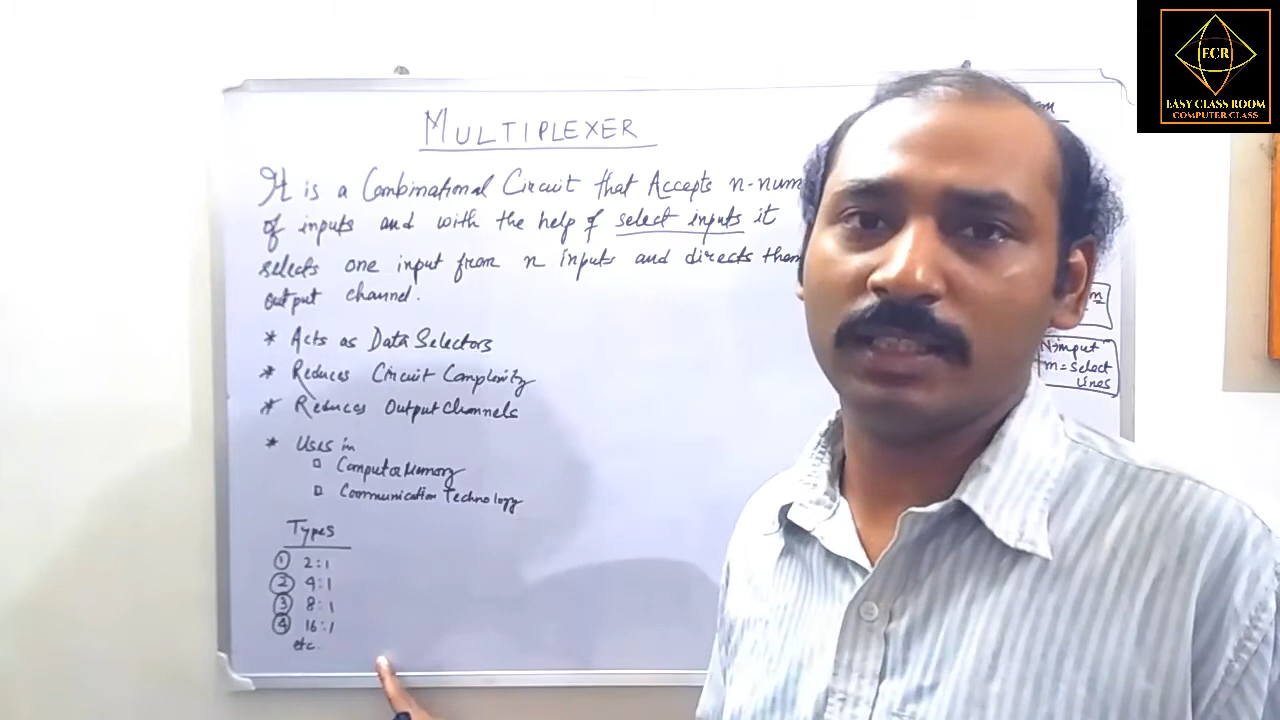 ECR
EASY CLASS ROOM
COMPUTER CLASS
MULTIPLEXER
It is a Combinational Circuit that Accepts n-num
of inputs and with the help of select inputs it
selects one input from n inputs and directs them
output channel.
* Acts as Data Selectors
* Reduces Circuit Complexity
* Reduces Output Channels
* Uses in
Computer Memory
Communication Technology
Types
1 2:1
2 4:1
3 8:1
4 16:1
etc.
m
m
N=input
m = Select
Lines